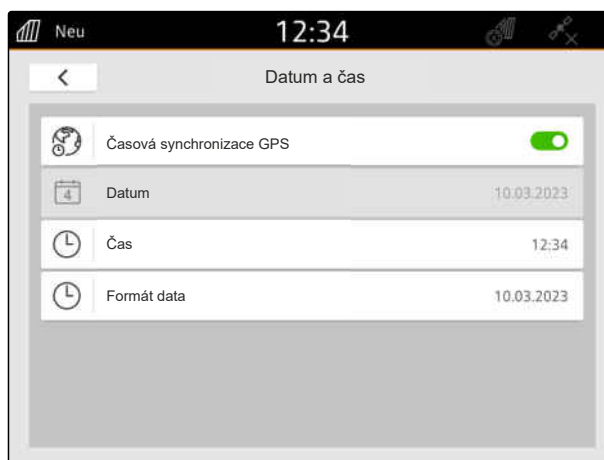 Neu 12:34
Datum a čas
Časová synchronizace GPS
4 Datum 10.03.2023
Čas 12:34
Formát data 10.03.2023